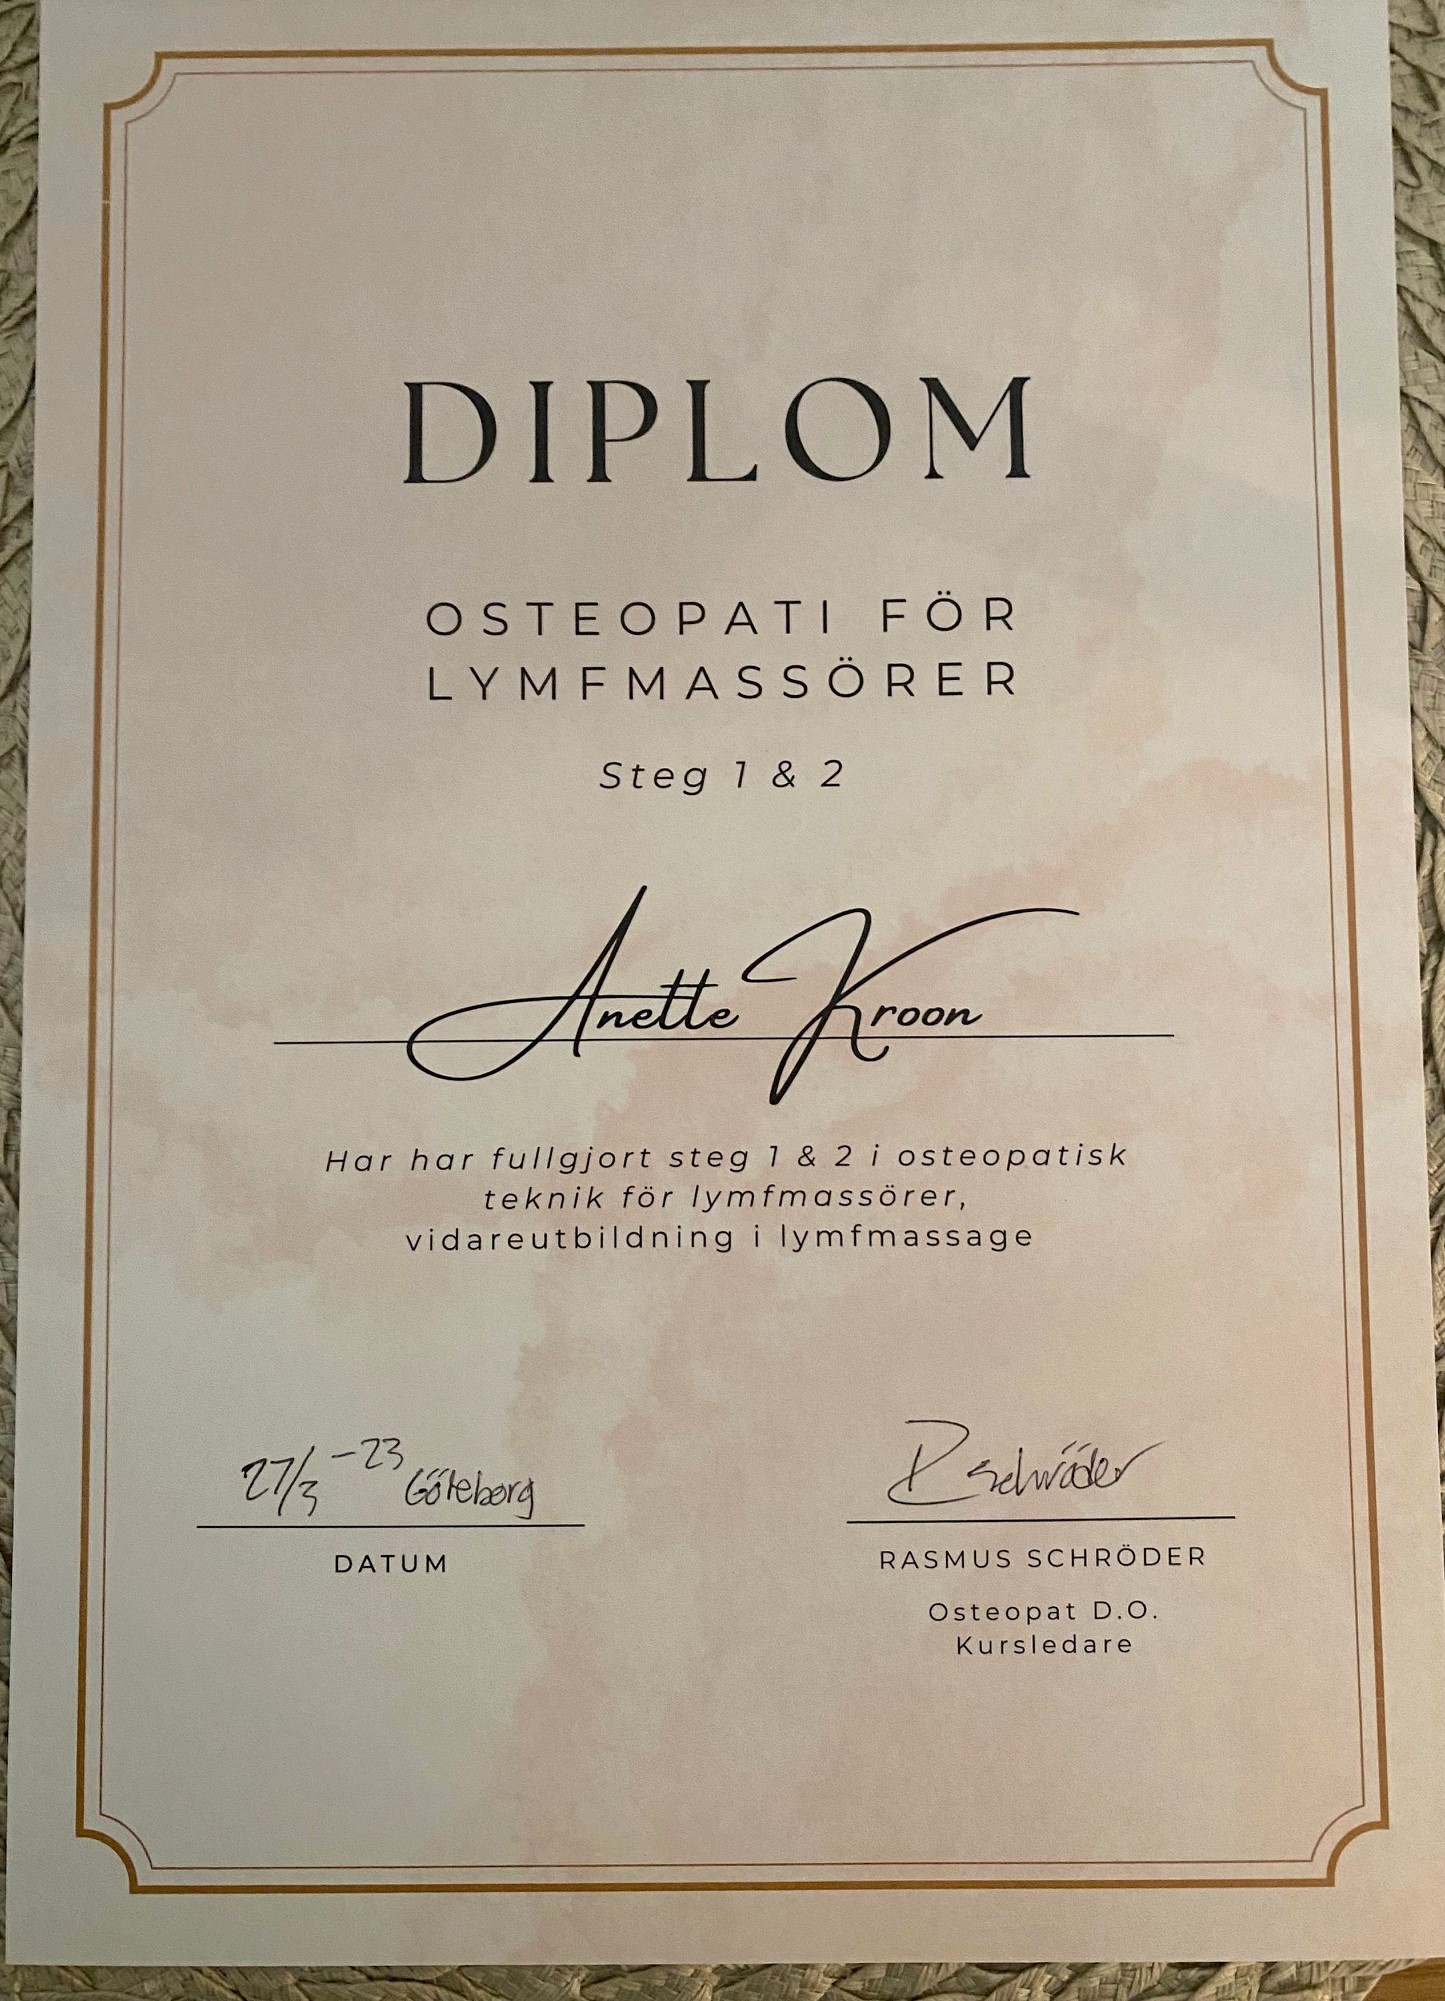 DIPLOM
OSTEOPATI FÖR
LYMFMASSÖRER
Steg 1 & 2
Anette Kroon
Har har fullgjort steg 1 & 2 i osteopatisk
teknik för lymfmassörer,
vidareutbildning i lymfmassage
27/3 -23 Göteborg
R Schröder
DATUM
RASMUS SCHRÖDER
Osteopat D.O.
Kursledare